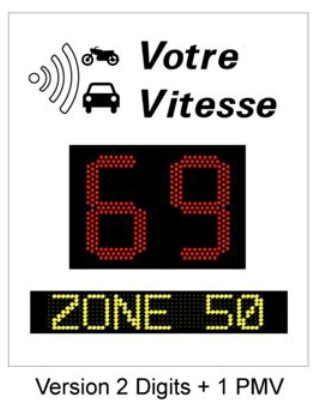 Votre
Vitesse
69
ZONE 50
Version 2 Digits + 1 PMV